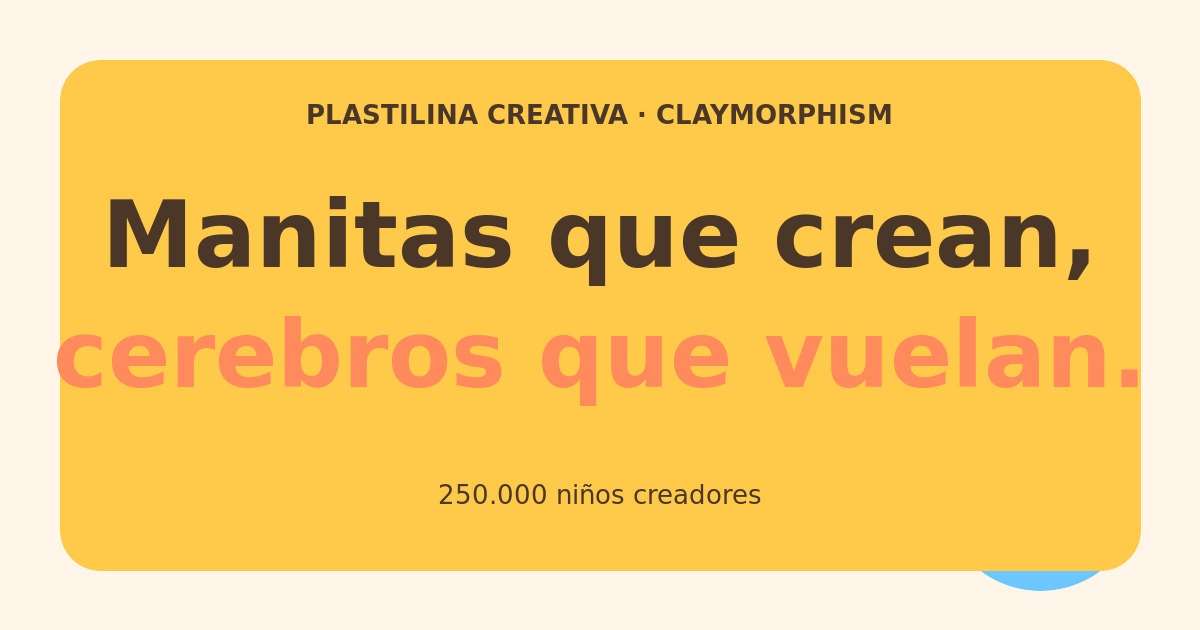 PLASTILINA CREATIVA · CLAYMORPHISM
Manitas que crean,
cerebros que vuelan.
250.000 niños creadores